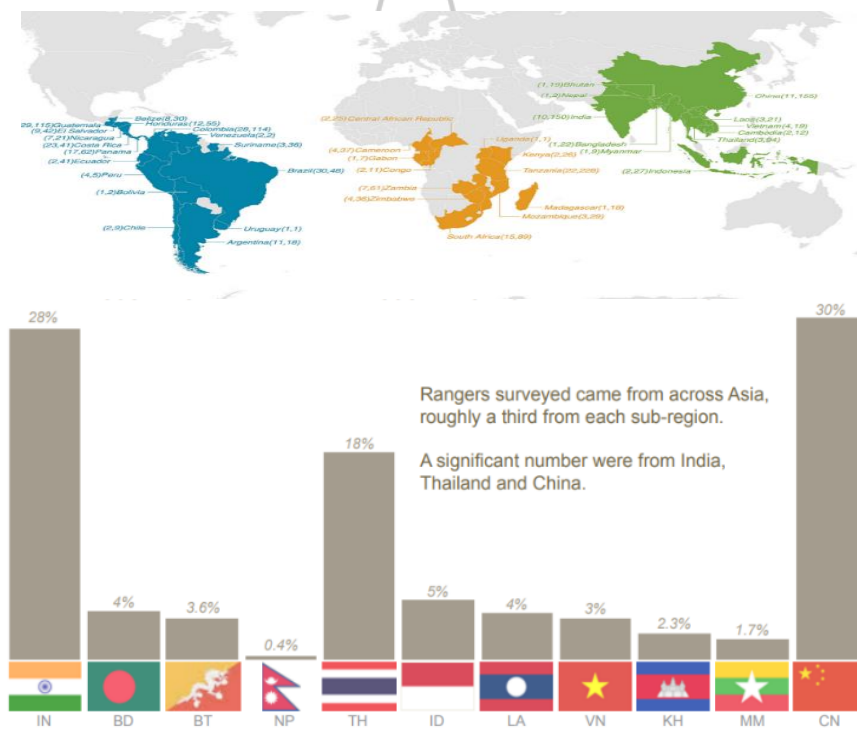 (1,15)Bhutan
(1,2)Nepal
China(11,155)
(10,150)India
Belize(8,30)
29,115)Guatemala
Honduras(12,55)
(9,42)El Salvador
Colombia(28,114)
Venezuela(2,2)
(7,21)Nicaragua
(23,41)Costa Rica
Suriname(3,36)
(17,62)Panama
(2,41)Ecuador
Brazil(30,48)
(4,5)Peru
(1,2)Bolivia
(2,9)Chile
Uruguay(1,1)
Argentina(11,18)
(2,25)Central African Republic
Uganda(1,1)
(4,37)Cameroon
(1,7)Gabon
Kenya(2,26)
(2,11)Congo
(7,61)Zambia
(4,36)Zimbabwe
Madagascar(1,18)
Mozambique(3,28)
South Africa(15,89)
Laos(3,21)
Vietnam(4,18)
Cambodia(2,12)
Thailand(3,94)
(1,22)Bangladesh
(1,9)Myanmar
(2,27)Indonesia
28%
30%
Rangers surveyed came from across Asia,
roughly a third from each sub-region.
A significant number were from India,
Thailand and China.
18%
4%
3.6%
0.4%
5%
4%
3%
2.3%
1.7%
IN BD BT NP TH ID LA VN KH MM CN